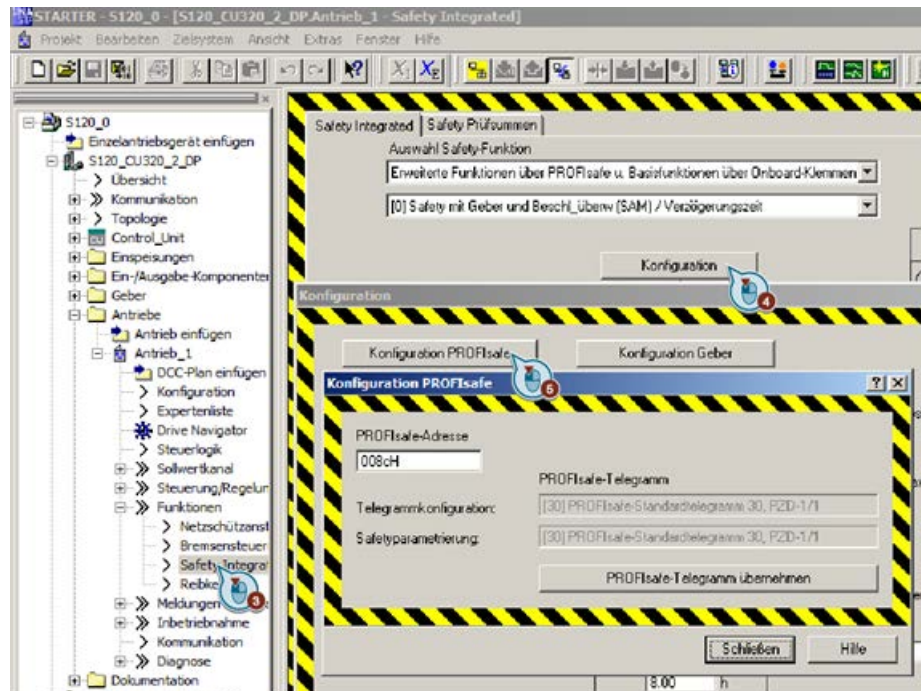 STARTER - S120_0 - [S120_CU320_2_DP.Antrieb_1 - Safety Integrated]
Projekt Bearbeiten Zielsystem Ansicht Extras Fenster Hilfe
S120_0
Einzelantriebsgerät einfügen
S120_CU320_2_DP
Übersicht
Kommunikation
Topologie
Control_Unit
Einspeisungen
Ein-/Ausgabe-Komponenten
Geber
Antriebe
Antrieb einfügen
Antrieb_1
DCC-Plan einfügen
Konfiguration
Expertenliste
Drive Navigator
Steuerlogik
Sollwertkanal
Steuerung/Regelun
Funktionen
Netzschützanst
Bremsensteuer
Safety Integra
3
Meldungen
Inbetriebnahme
Kommunikation
Diagnose
Dokumentation
Safety Integrated
Safety Prüfsummen
Auswahl Safety-Funktion
Erweiterte Funktionen über PROFIsafe u. Basisfunktionen über Onboard-Klemmen
[0] Safety mit Geber und Beschl_überw (SAM) / Verzögerungszeit
Konfiguration
4
Konfiguration
Konfiguration PROFIsafe
Konfiguration Geber
5
Konfiguration PROFIsafe
PROFIsafe-Adresse
008cH
PROFIsafe-Telegramm
Telegrammkonfiguration:
[30] PROFIsafe-Standardtelegramm 30, PZD-1/1
Safetyparametrierung:
[30] PROFIsafe-Standardtelegramm 30, PZD-1/1
PROFIsafe-Telegramm übernehmen
Schließen
Hilfe
8.00 h